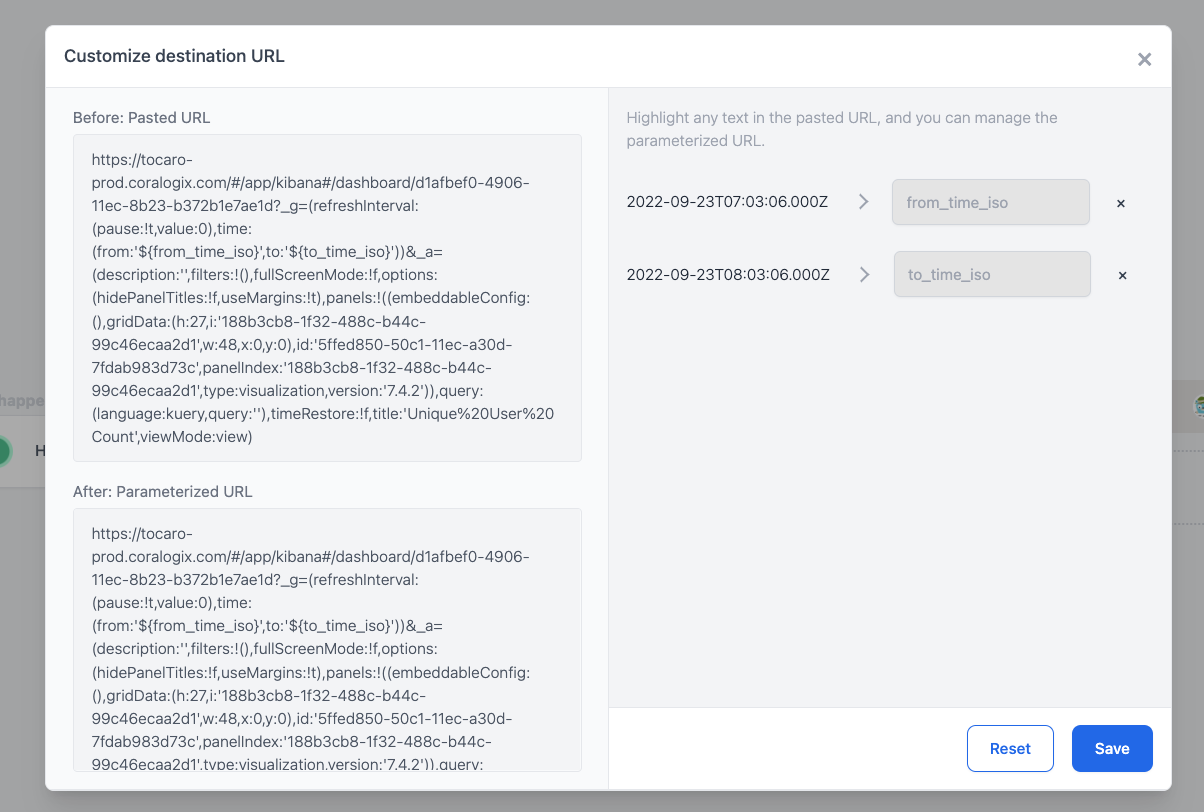 Customize destination URL
×
Before: Pasted URL
https://tocaro-
prod.coralogix.com/#/app/kibana#/dashboard/d1afbef0-4906-
11ec-8b23-b372b1e7ae1d?_g=(refreshInterval:
(pause:!t,value:0),time:
(from:'${from_time_iso}',to:'${to_time_iso}'))&_a=
(description:'',filters:!(),fullScreenMode:!f,options:
(hidePanelTitles:!f,useMargins:!t),panels:!((embeddableConfig:
(),gridData:(h:27,i:'188b3cb8-1f32-488c-b44c-
99c46ecaa2d1',w:48,x:0,y:0),id:'5ffed850-50c1-11ec-a30d-
7fdab983d73c',panelIndex:'188b3cb8-1f32-488c-b44c-
99c46ecaa2d1',type:visualization,version:'7.4.2')),query:
(language:kuery,query:''),timeRestore:!f,title:'Unique%20User%20
Count',viewMode:view)
After: Parameterized URL
https://tocaro-
prod.coralogix.com/#/app/kibana#/dashboard/d1afbef0-4906-
11ec-8b23-b372b1e7ae1d?_g=(refreshInterval:
(pause:!t,value:0),time:
(from:'${from_time_iso}',to:'${to_time_iso}'))&_a=
(description:'',filters:!(),fullScreenMode:!f,options:
(hidePanelTitles:!f,useMargins:!t),panels:!((embeddableConfig:
(),gridData:(h:27,i:'188b3cb8-1f32-488c-b44c-
99c46ecaa2d1',w:48,x:0,y:0),id:'5ffed850-50c1-11ec-a30d-
7fdab983d73c',panelIndex:'188b3cb8-1f32-488c-b44c-
99c46ecaa2d1',type:visualization,version:'7.4.2')),query:
Highlight any text in the pasted URL, and you can manage the
parameterized URL.
2022-09-23T07:03:06.000Z > from_time_iso ×
2022-09-23T08:03:06.000Z > to_time_iso ×
Reset Save
happe
H